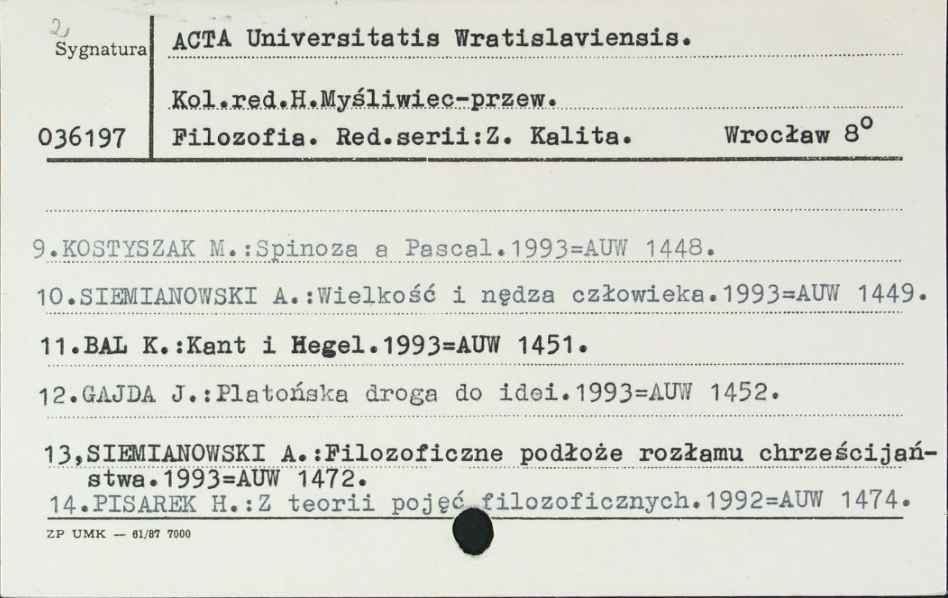 2
Sygnatura
ACTA Universitatis Wratislaviensis.
Kol.red.H.Myśliwiec-przew.
036197
Filozofia. Red.serii:Z. Kalita. Wrocław 8°
9.KOSTYSZAK M.:Spinoza a Pascal.1993=AUW 1448.
10.SIEMIANOWSKI A.:Wielkość i nędza człowieka.1993=AUW 1449.
11.BAL K.:Kant i Hegel.1993=AUW 1451.
12.GAJDA J.:Platońska droga do idei.1993=AUW 1452.
13,SIEMIANOWSKI A.:Filozoficzne podłoże rozłamu chrześcijań-
stwa.1993=AUW 1472.
14.PISAREK H.:Z teorii pojęć filozoficznych.1992=AUW 1474.
ZP UMK — 61/87 7000